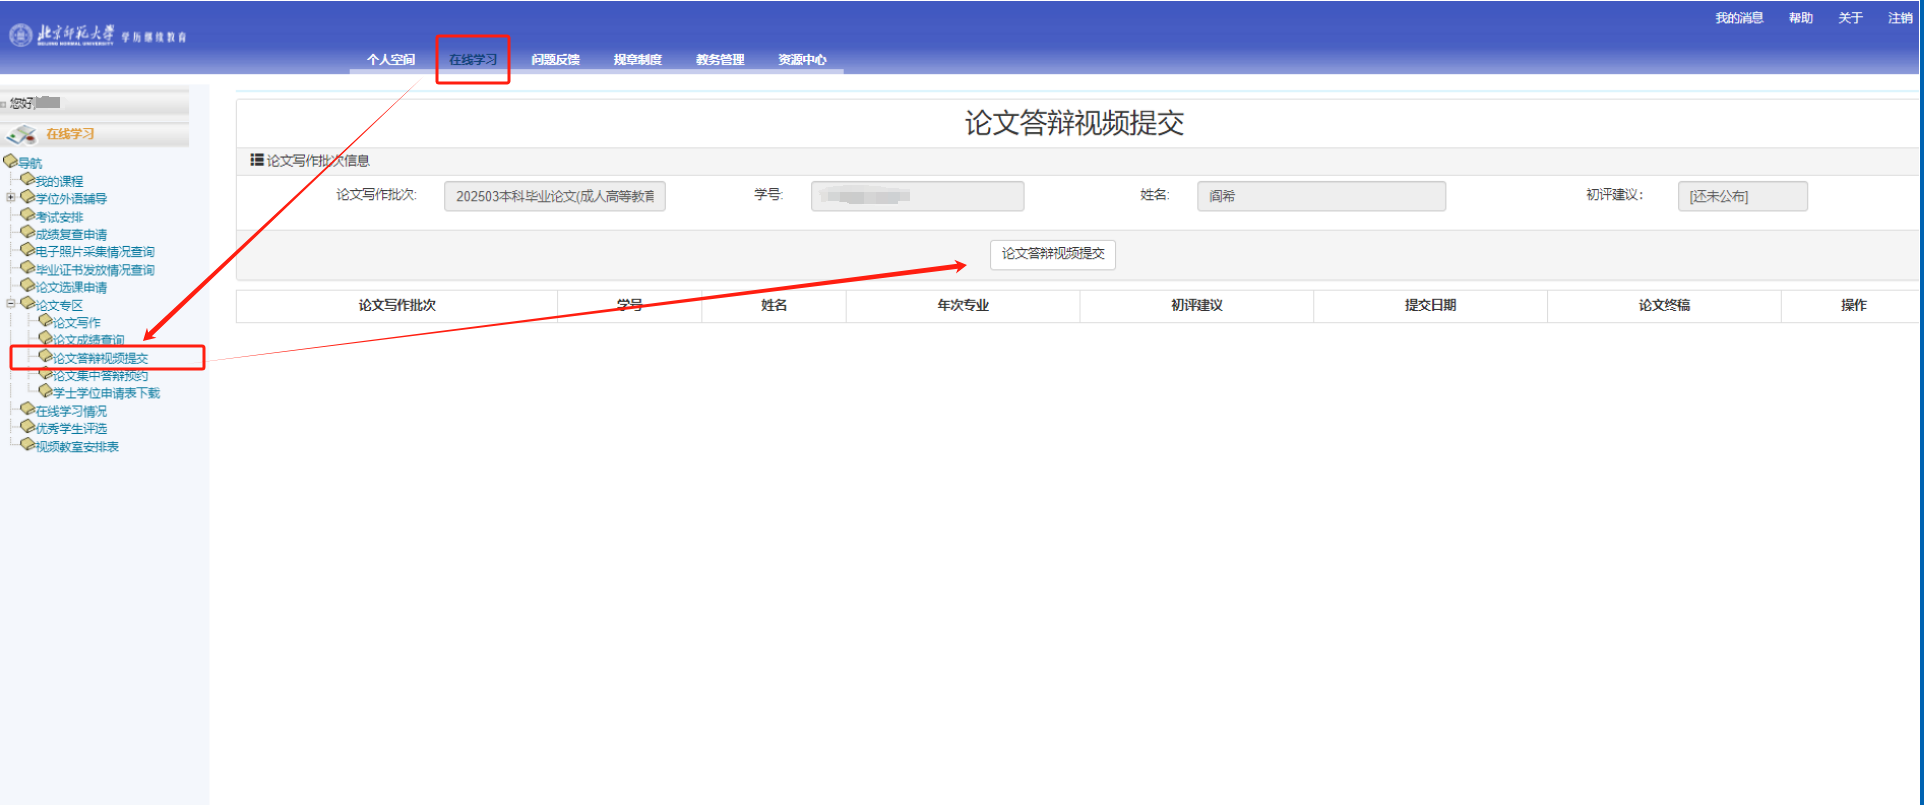 我的消息 帮助 关于 注销
北京师范大学 学历继续教育
BEIJING NORMAL UNIVERSITY
个人空间 在线学习 问题反馈 规章制度 教务管理 资源中心
您好
在线学习
导航
我的课程
学位外语辅导
考试安排
成绩复查申请
电子照片采集情况查询
毕业证书发放情况查询
论文选课申请
论文专区
论文写作
论文成绩查询
论文答辩视频提交
论文集中答辩预约
学士学位申请表下载
在线学习情况
优秀学生评选
视频教室安排表
论文答辩视频提交
论文写作批次信息
论文写作批次: 202503本科毕业论文(成人高等教育 学号: 姓名: 阎希 初评建议： [还未公布]
论文答辩视频提交
论文写作批次 学号 姓名 年次专业 初评建议 提交日期 论文终稿 操作